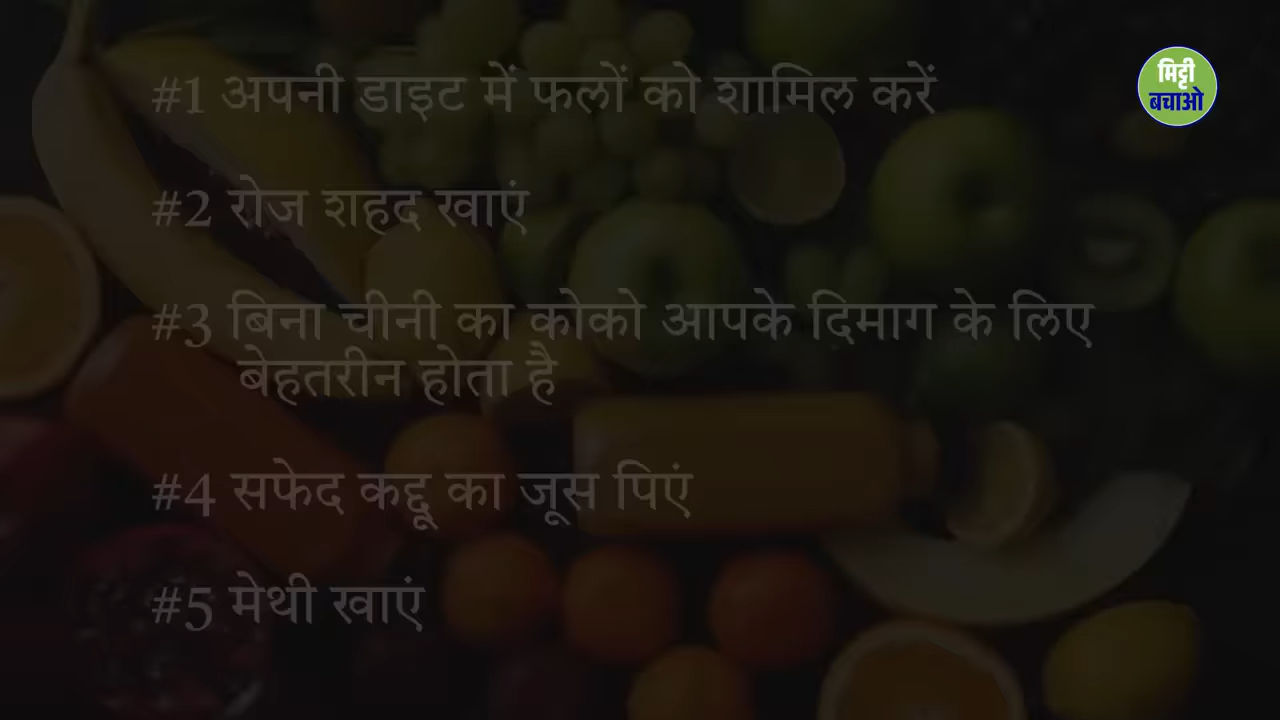 #1 अपनी डाइट में फलों को शामिल करें
मिट्टी
बचाओ
#2 रोज शहद खाएं
#3 बिना चीनी का कोको आपके दिमाग के लिए
बेहतरीन होता है
#4 सफेद कद्दू का जूस पिएं
#5 मेथी खाएं